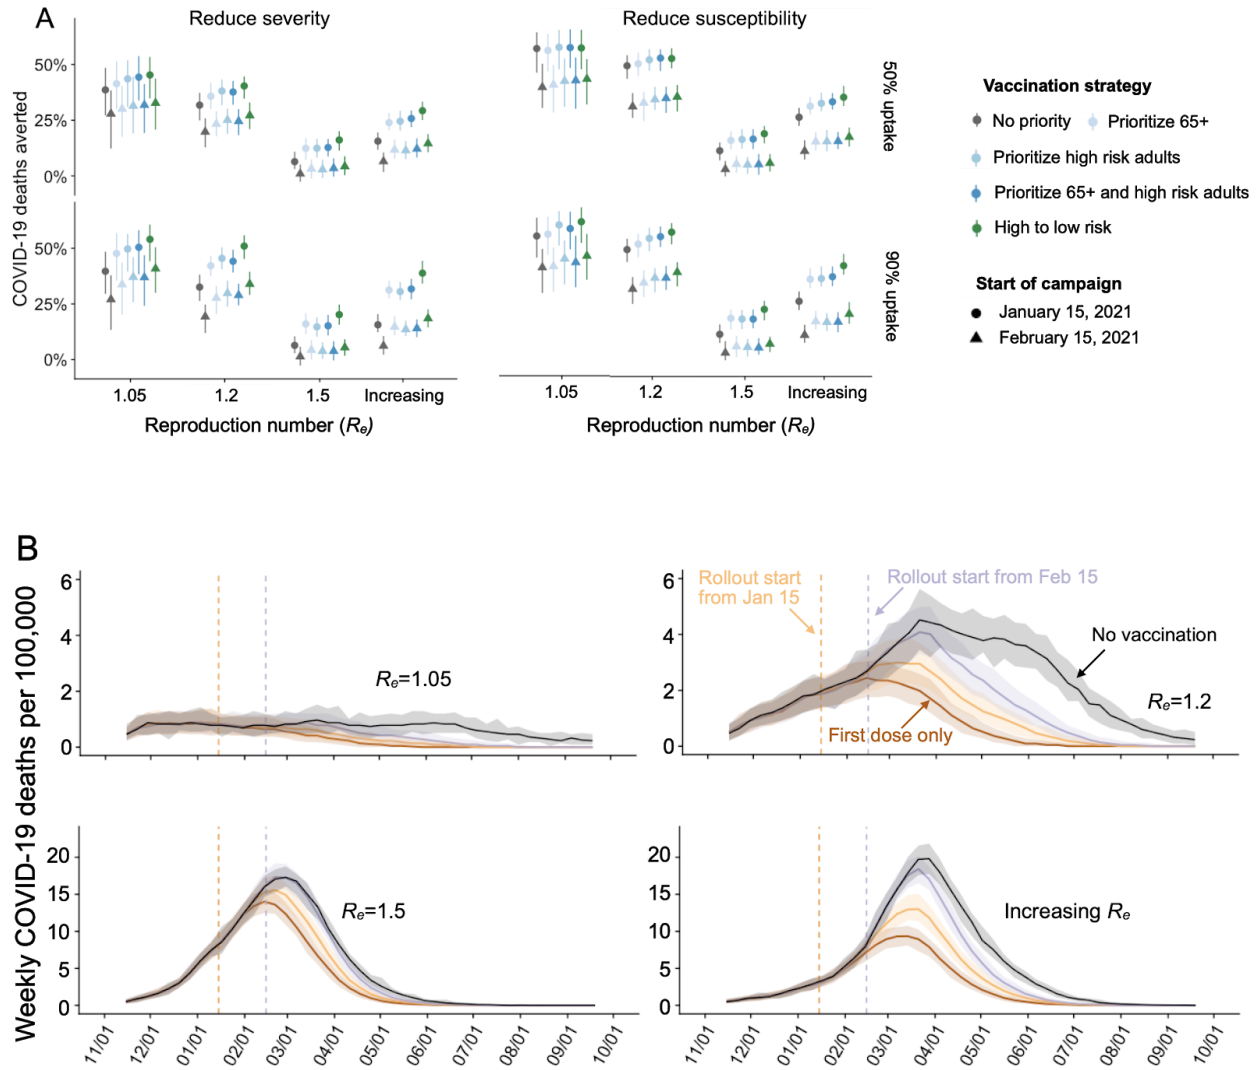 A
Reduce severity
Reduce susceptibility
COVID-19 deaths averted
50%
25%
0%
50%
25%
0%
50% uptake
90% uptake
1.05
1.2
1.5
Increasing
1.05
1.2
1.5
Increasing
Reproduction number (Re)
Reproduction number (Re)
Vaccination strategy
No priority
Prioritize 65+
Prioritize high risk adults
Prioritize 65+ and high risk adults
High to low risk
Start of campaign
January 15, 2021
February 15, 2021
B
Weekly COVID-19 deaths per 100,000
6
4
2
0
Re=1.05
6
4
2
0
Rollout start
from Jan 15
Rollout start from Feb 15
No vaccination
Re=1.2
First dose only
20
15
10
5
0
Re=1.5
20
15
10
5
0
Increasing Re
11/01
12/01
01/01
02/01
03/01
04/01
05/01
06/01
07/01
08/01
09/01
10/01
11/01
12/01
01/01
02/01
03/01
04/01
05/01
06/01
07/01
08/01
09/01
10/01